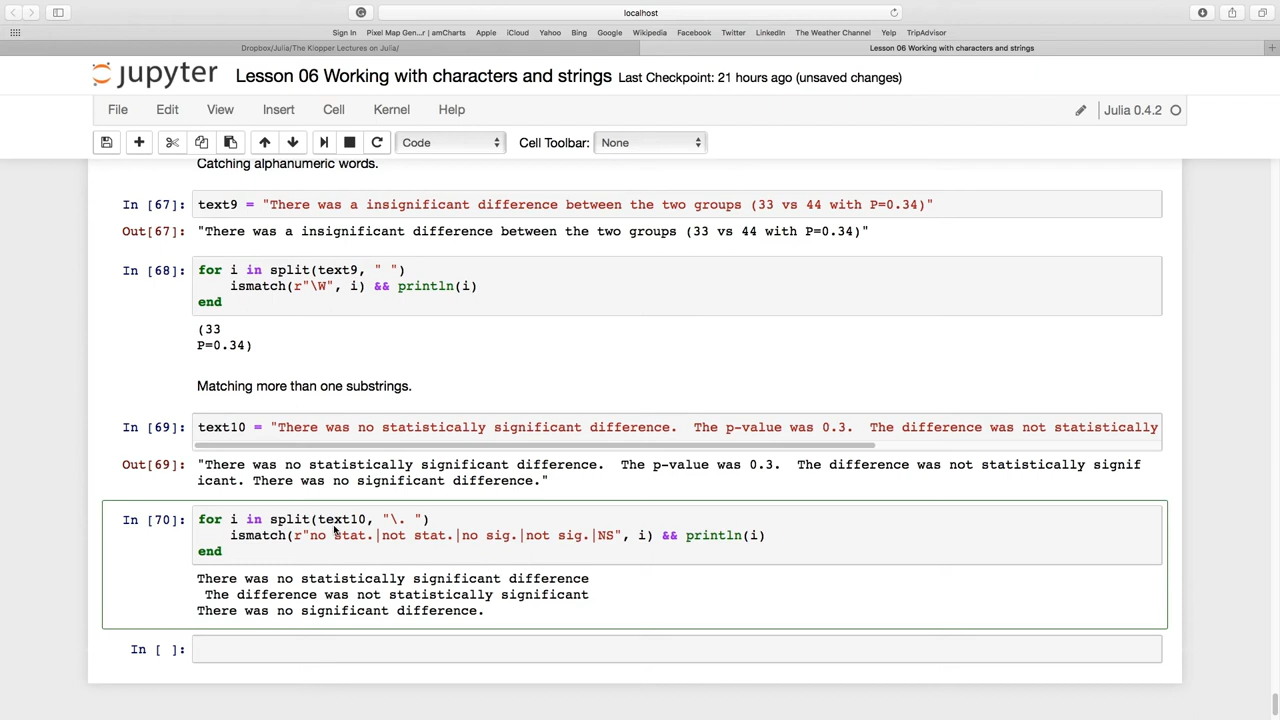 localhost
Sign In Pixel Map Gen...r | amCharts Apple iCloud Yahoo Bing Google Wikipedia Facebook Twitter LinkedIn The Weather Channel Yelp TripAdvisor
Dropbox/Julia/The Klopper Lectures on Julia/ Lesson 06 Working with characters and strings
jupyter Lesson 06 Working with characters and strings Last Checkpoint: 21 hours ago (unsaved changes)
File Edit View Insert Cell Kernel Help Julia 0.4.2
Code Cell Toolbar: None
Catching alphanumeric words.
In [67]: text9 = "There was a insignificant difference between the two groups (33 vs 44 with P=0.34)"
Out[67]: "There was a insignificant difference between the two groups (33 vs 44 with P=0.34)"
In [68]: for i in split(text9, " ")
ismatch(r"\W", i) && println(i)
end
(33
P=0.34)
Matching more than one substrings.
In [69]: text10 = "There was no statistically significant difference.  The p-value was 0.3.  The difference was not statistically
Out[69]: "There was no statistically significant difference.  The p-value was 0.3.  The difference was not statistically signif
icant. There was no significant difference."
In [70]: for i in split(text10, "\. ")
ismatch(r"no stat.|not stat.|no sig.|not sig.|NS", i) && println(i)
end
There was no statistically significant difference
The difference was not statistically significant
There was no significant difference.
In [ ]: